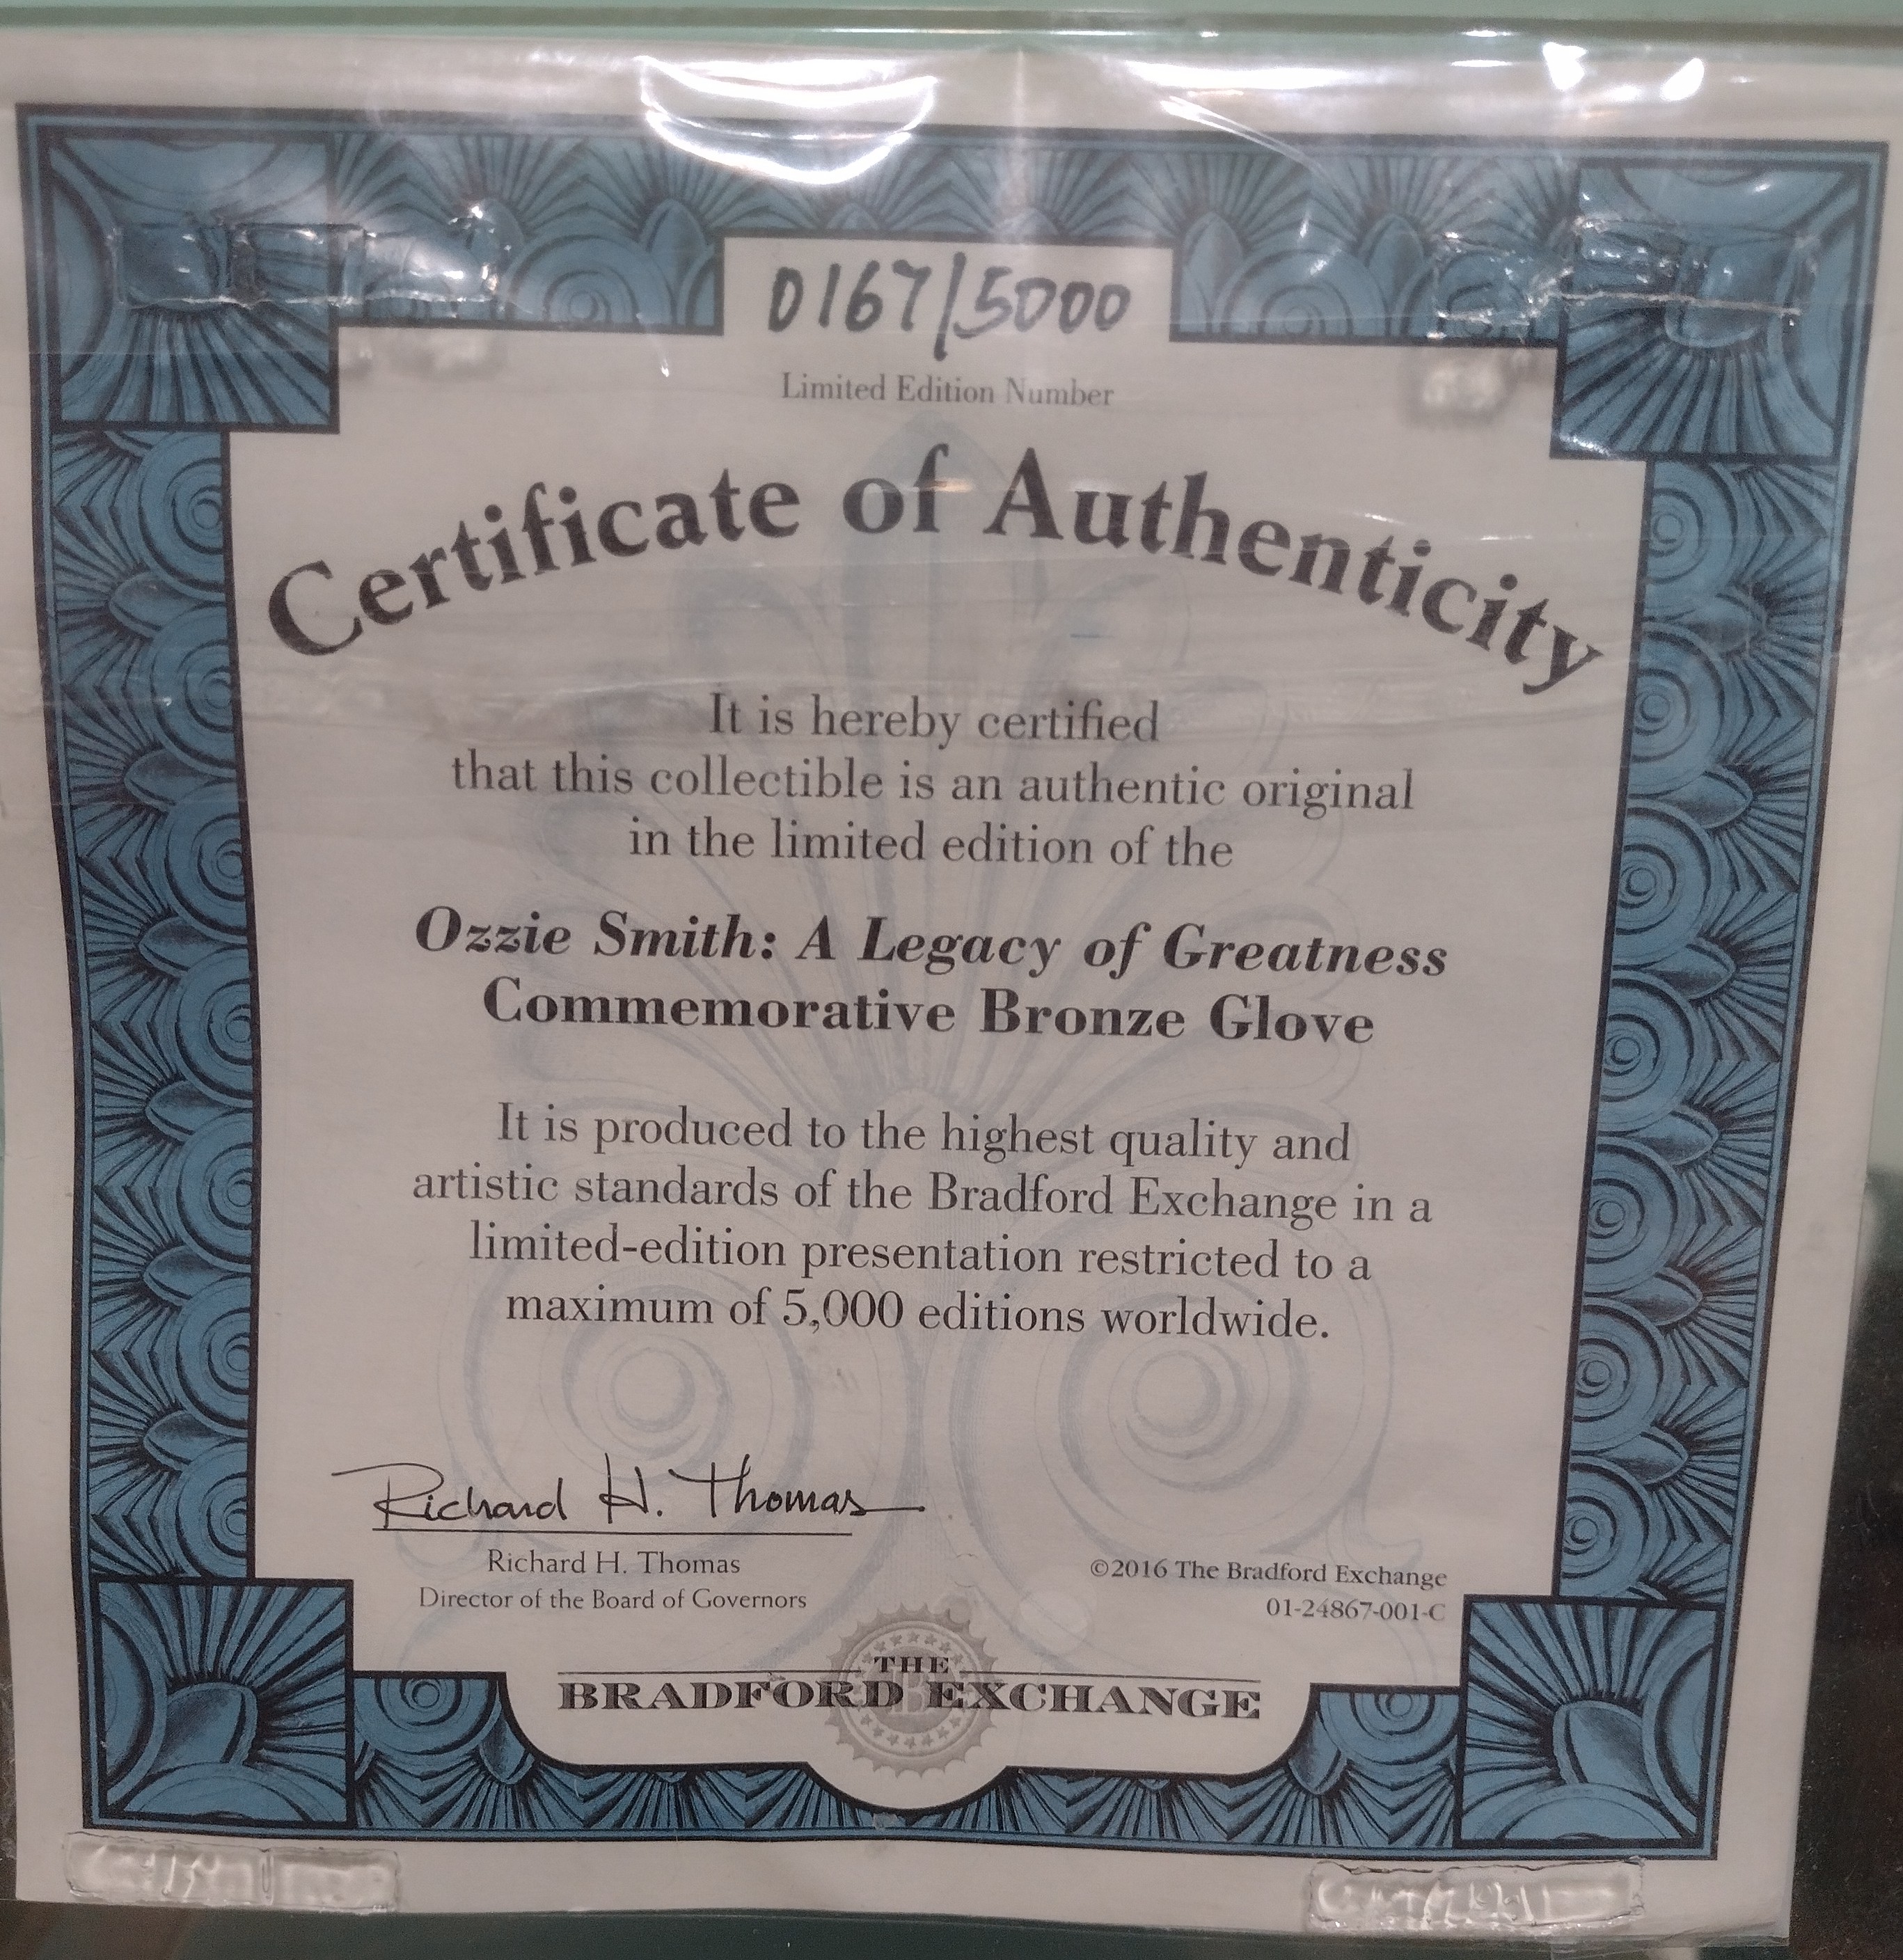 0167/5000
Limited Edition Number
Certificate of Authenticity
It is hereby certified
that this collectible is an authentic original
in the limited edition of the
Ozzie Smith: A Legacy of Greatness
Commemorative Bronze Glove
It is produced to the highest quality and
artistic standards of the Bradford Exchange in a
limited-edition presentation restricted to a
maximum of 5,000 editions worldwide.
Richard H. Thomas
Richard H. Thomas
Director of the Board of Governors
©2016 The Bradford Exchange
01-24867-001-C
THE
BRADFORD EXCHANGE